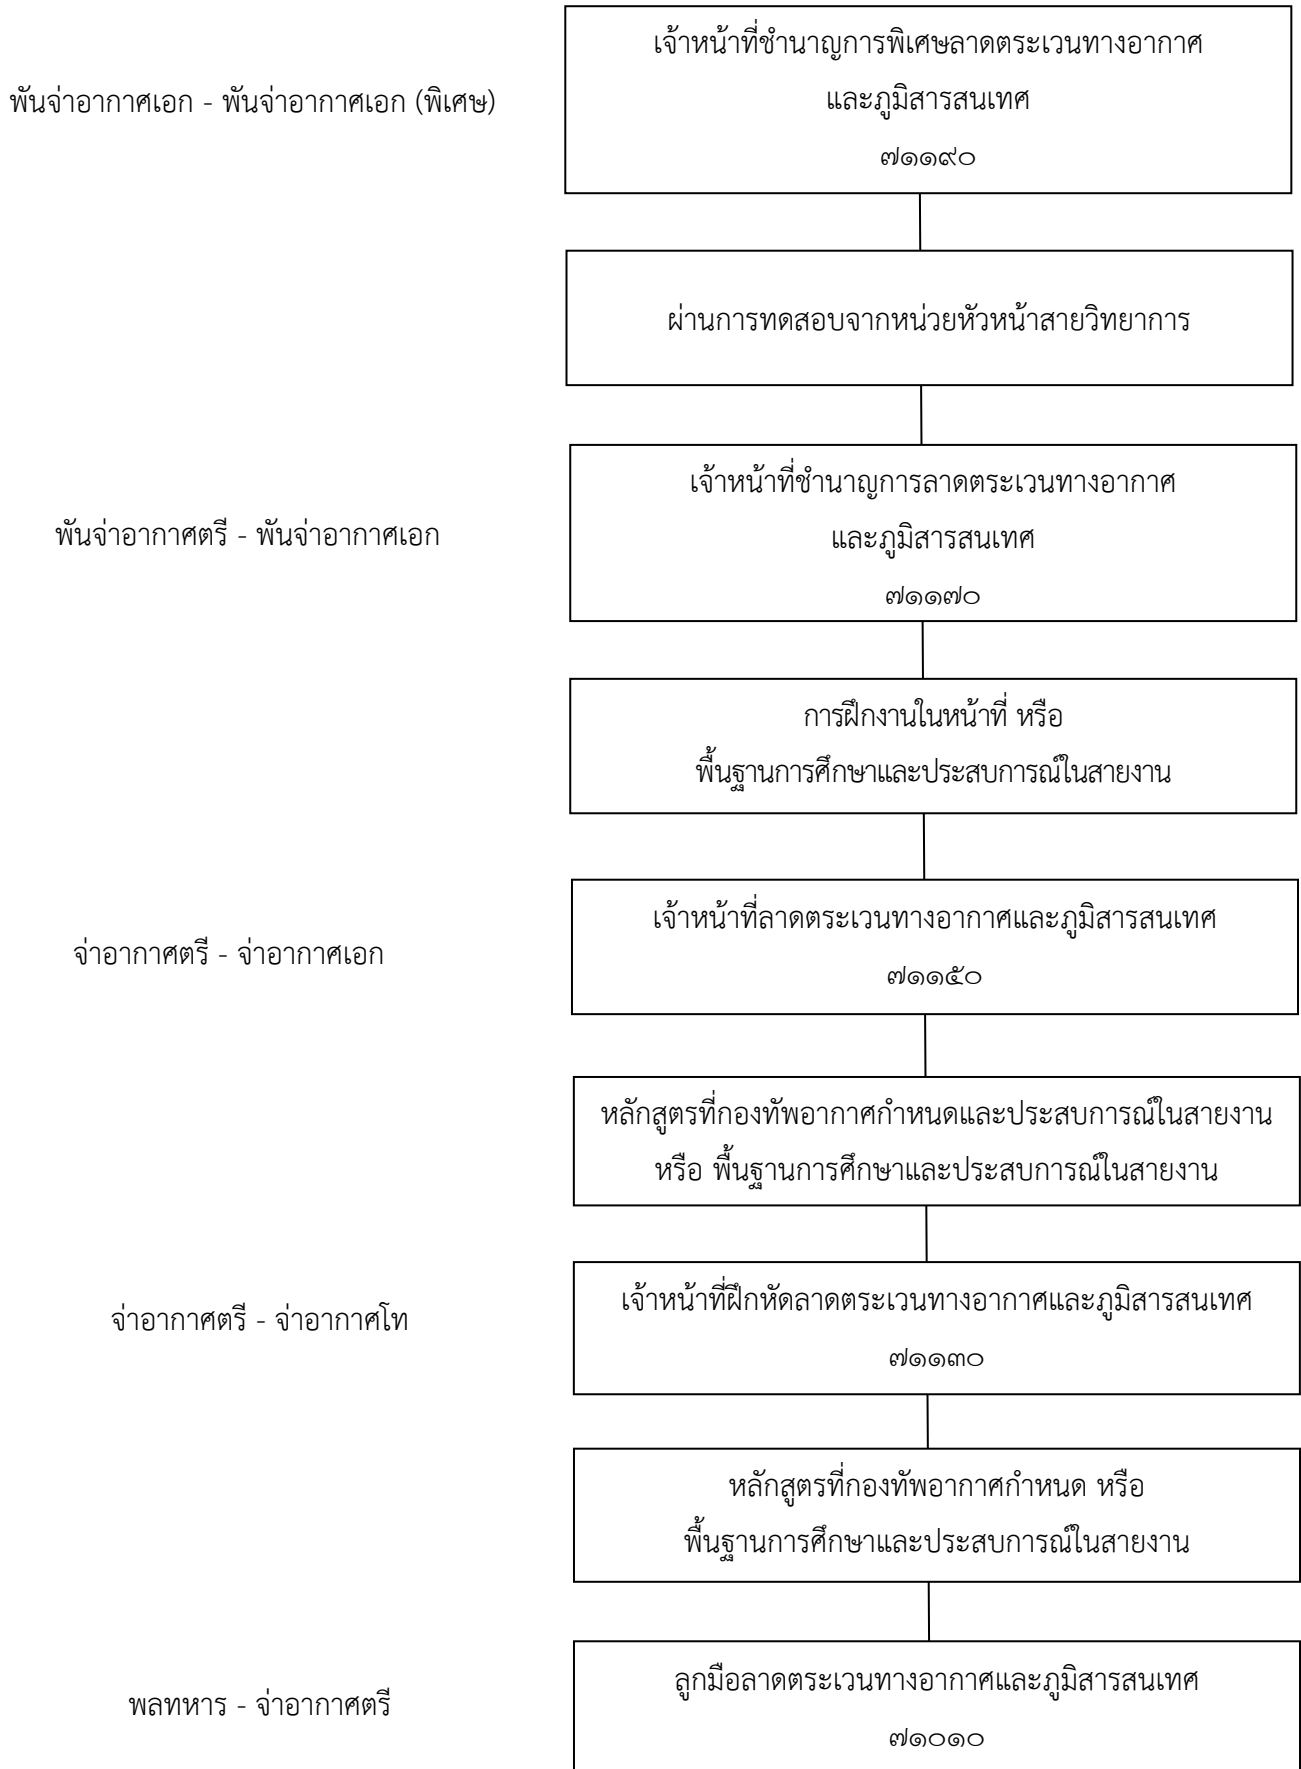 เจ้าหน้าที่ชำนาญการพิเศษลาดตระเวนทางอากาศ
พันจ่าอากาศเอก - พันจ่าอากาศเอก (พิเศษ)
และภูมิสารสนเทศ
๗๑๑๙๐
ผ่านการทดสอบจากหน่วยหัวหน้าสายวิทยาการ
เจ้าหน้าที่ชำนาญการลาดตระเวนทางอากาศ
พันจ่าอากาศตรี - พันจ่าอากาศเอก
และภูมิสารสนเทศ
๗๑๑๗๐
การฝึกงานในหน้าที่ หรือ
พื้นฐานการศึกษาและประสบการณ์ในสายงาน
เจ้าหน้าที่ลาดตระเวนทางอากาศและภูมิสารสนเทศ
จ่าอากาศตรี - จ่าอากาศเอก
๗๑๑๕๐
หลักสูตรที่กองทัพอากาศกำหนดและประสบการณ์ในสายงาน
หรือ พื้นฐานการศึกษาและประสบการณ์ในสายงาน
เจ้าหน้าที่ฝึกหัดลาดตระเวนทางอากาศและภูมิสารสนเทศ
จ่าอากาศตรี - จ่าอากาศโท
๗๑๑๓๐
หลักสูตรที่กองทัพอากาศกำหนด หรือ
พื้นฐานการศึกษาและประสบการณ์ในสายงาน
ลูกมือลาดตระเวนทางอากาศและภูมิสารสนเทศ
พลทหาร - จ่าอากาศตรี
๗๑๐๑๐